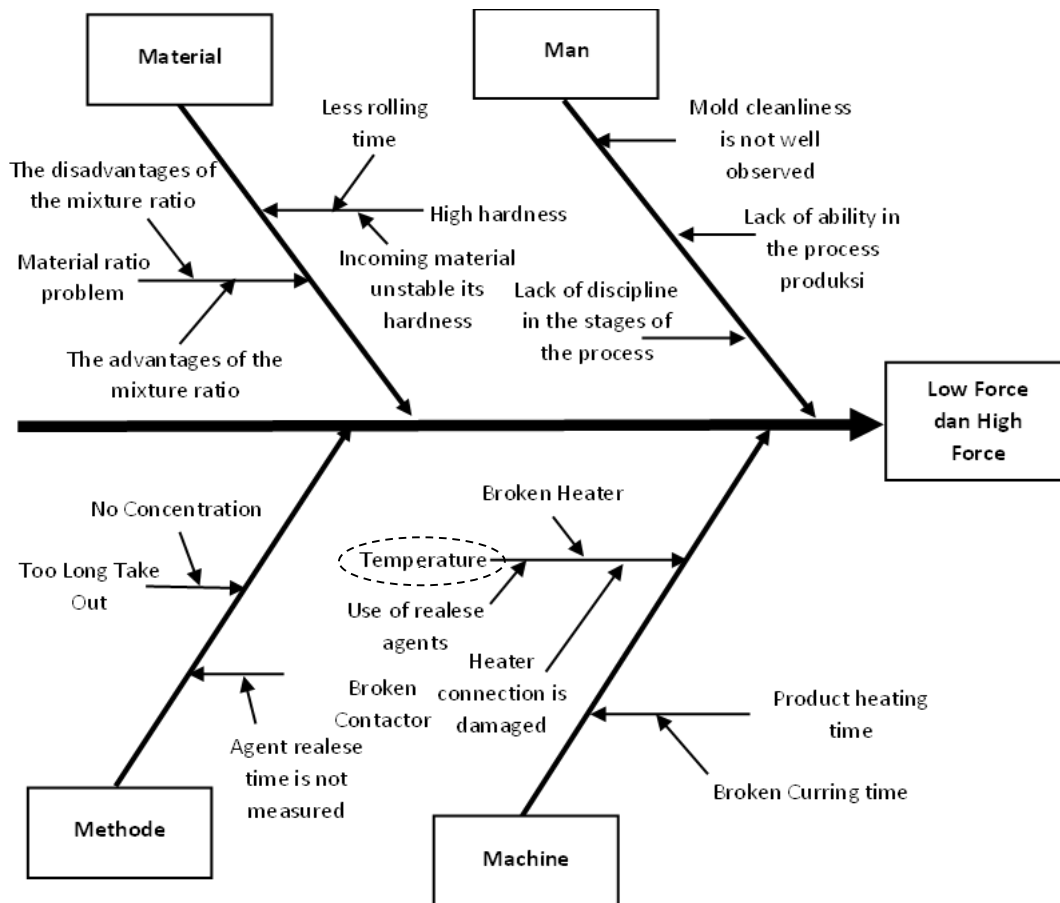 Material
Man
Less rolling
time
Mold cleanliness
is not well
observed
The disadvantages of
the mixture ratio
High hardness
Lack of ability in
the process
produksi
Material ratio
problem
Incoming material
unstable its
hardness
Lack of discipline
in the stages of
the process
The advantages of the
mixture ratio
Low Force
dan High
Force
No Concentration
Broken Heater
Too Long Take
Out
Temperature
Use of realese
agents
Heater
connection is
damaged
Broken
Contactor
Product heating
time
Agent realese
time is not
measured
Broken Curring time
Methode
Machine